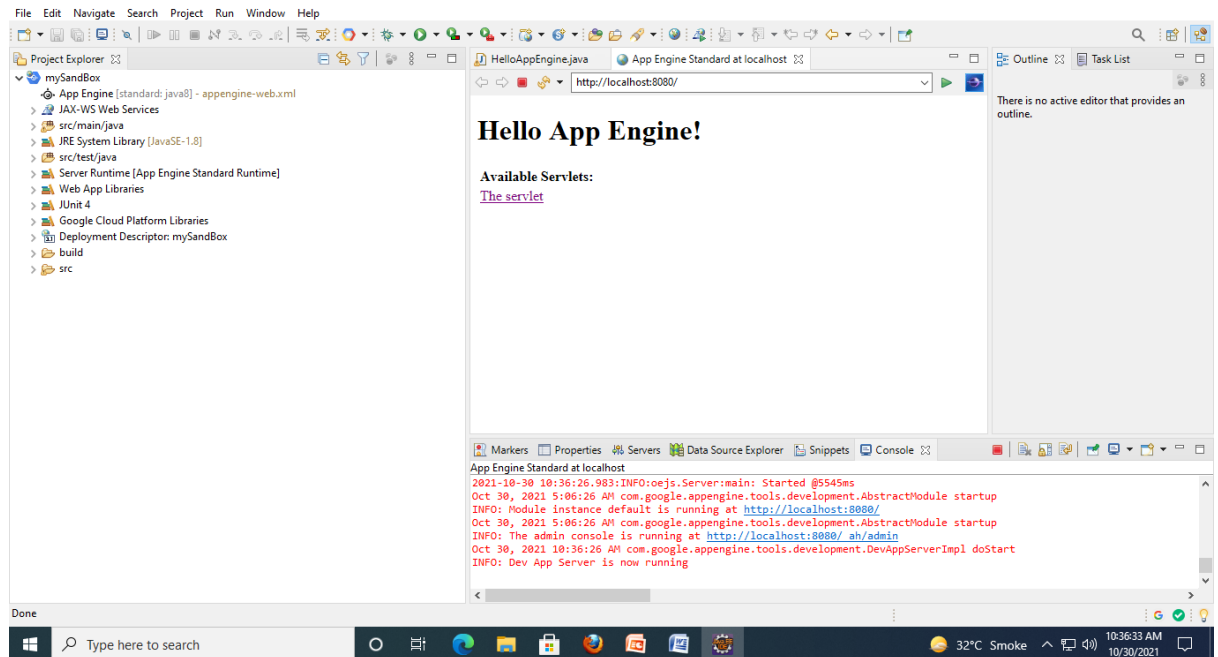 File Edit Navigate Search Project Run Window Help
Project Explorer
mySandBox
App Engine [standard: java8] - appengine-web.xml
JAX-WS Web Services
src/main/java
JRE System Library [JavaSE-1.8]
src/test/java
Server Runtime [App Engine Standard Runtime]
Web App Libraries
JUnit 4
Google Cloud Platform Libraries
Deployment Descriptor: mySandBox
build
src
HelloAppEngine.java App Engine Standard at localhost
http://localhost:8080/
Hello App Engine!
Available Servlets:
The servlet
Outline Task List
There is no active editor that provides an
outline.
Markers Properties Servers Data Source Explorer Snippets Console
App Engine Standard at localhost
2021-10-30 10:36:26.983:INFO:oejs.Server:main: Started @5545ms
Oct 30, 2021 5:06:26 AM com.google.appengine.tools.development.AbstractModule startup
INFO: Module instance default is running at http://localhost:8080/
Oct 30, 2021 5:06:26 AM com.google.appengine.tools.development.AbstractModule startup
INFO: The admin console is running at http://localhost:8080/_ah/admin
Oct 30, 2021 10:36:26 AM com.google.appengine.tools.development.DevAppServerImpl doStart
INFO: Dev App Server is now running
Done
Type here to search
32°C Smoke
10:36:33 AM
10/30/2021